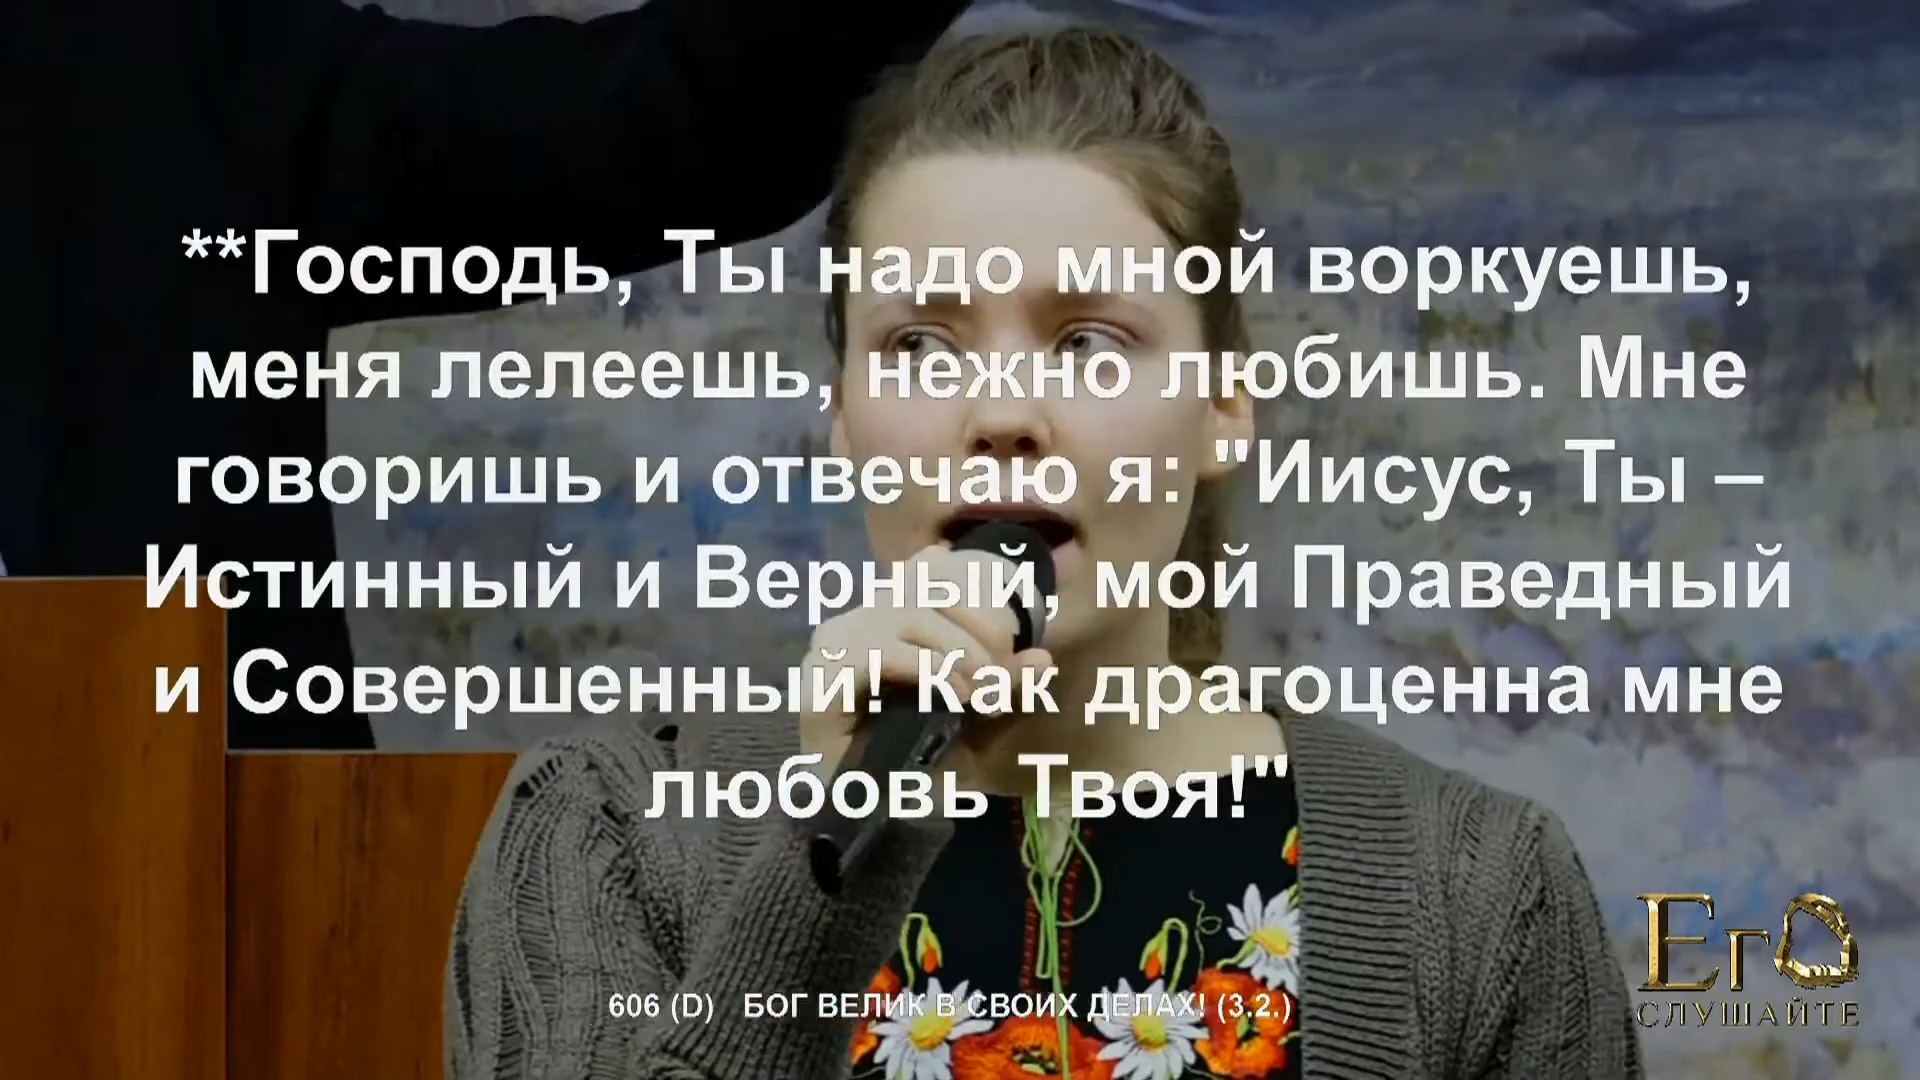 **Господь, Ты надо мной воркуешь,
меня лелеешь, нежно любишь. Мне
говоришь и отвечаю я: "Иисус, Ты –
Истинный и Верный, мой Праведный
и Совершенный! Как драгоценна мне
любовь Твоя!"
606 (D) БОГ ВЕЛИК В СВОИХ ДЕЛАХ! (3.2.)
Его
СЛУШАЙТЕ